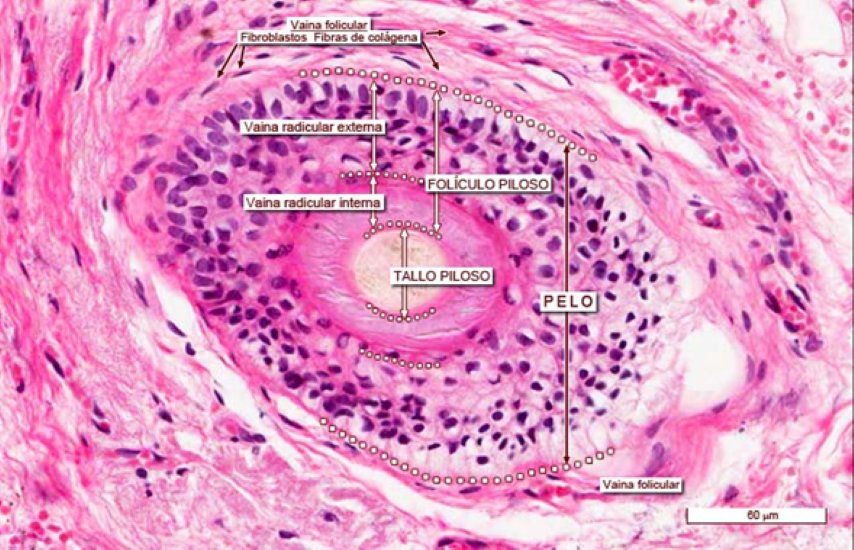 Vaina folicular
Fibroblastos Fibras de colágena
Vaina radicular externa
FOLÍCULO PILOSO
Vaina radicular interna
TALLO PILOSO
PELO
Vaina folicular
60 µm